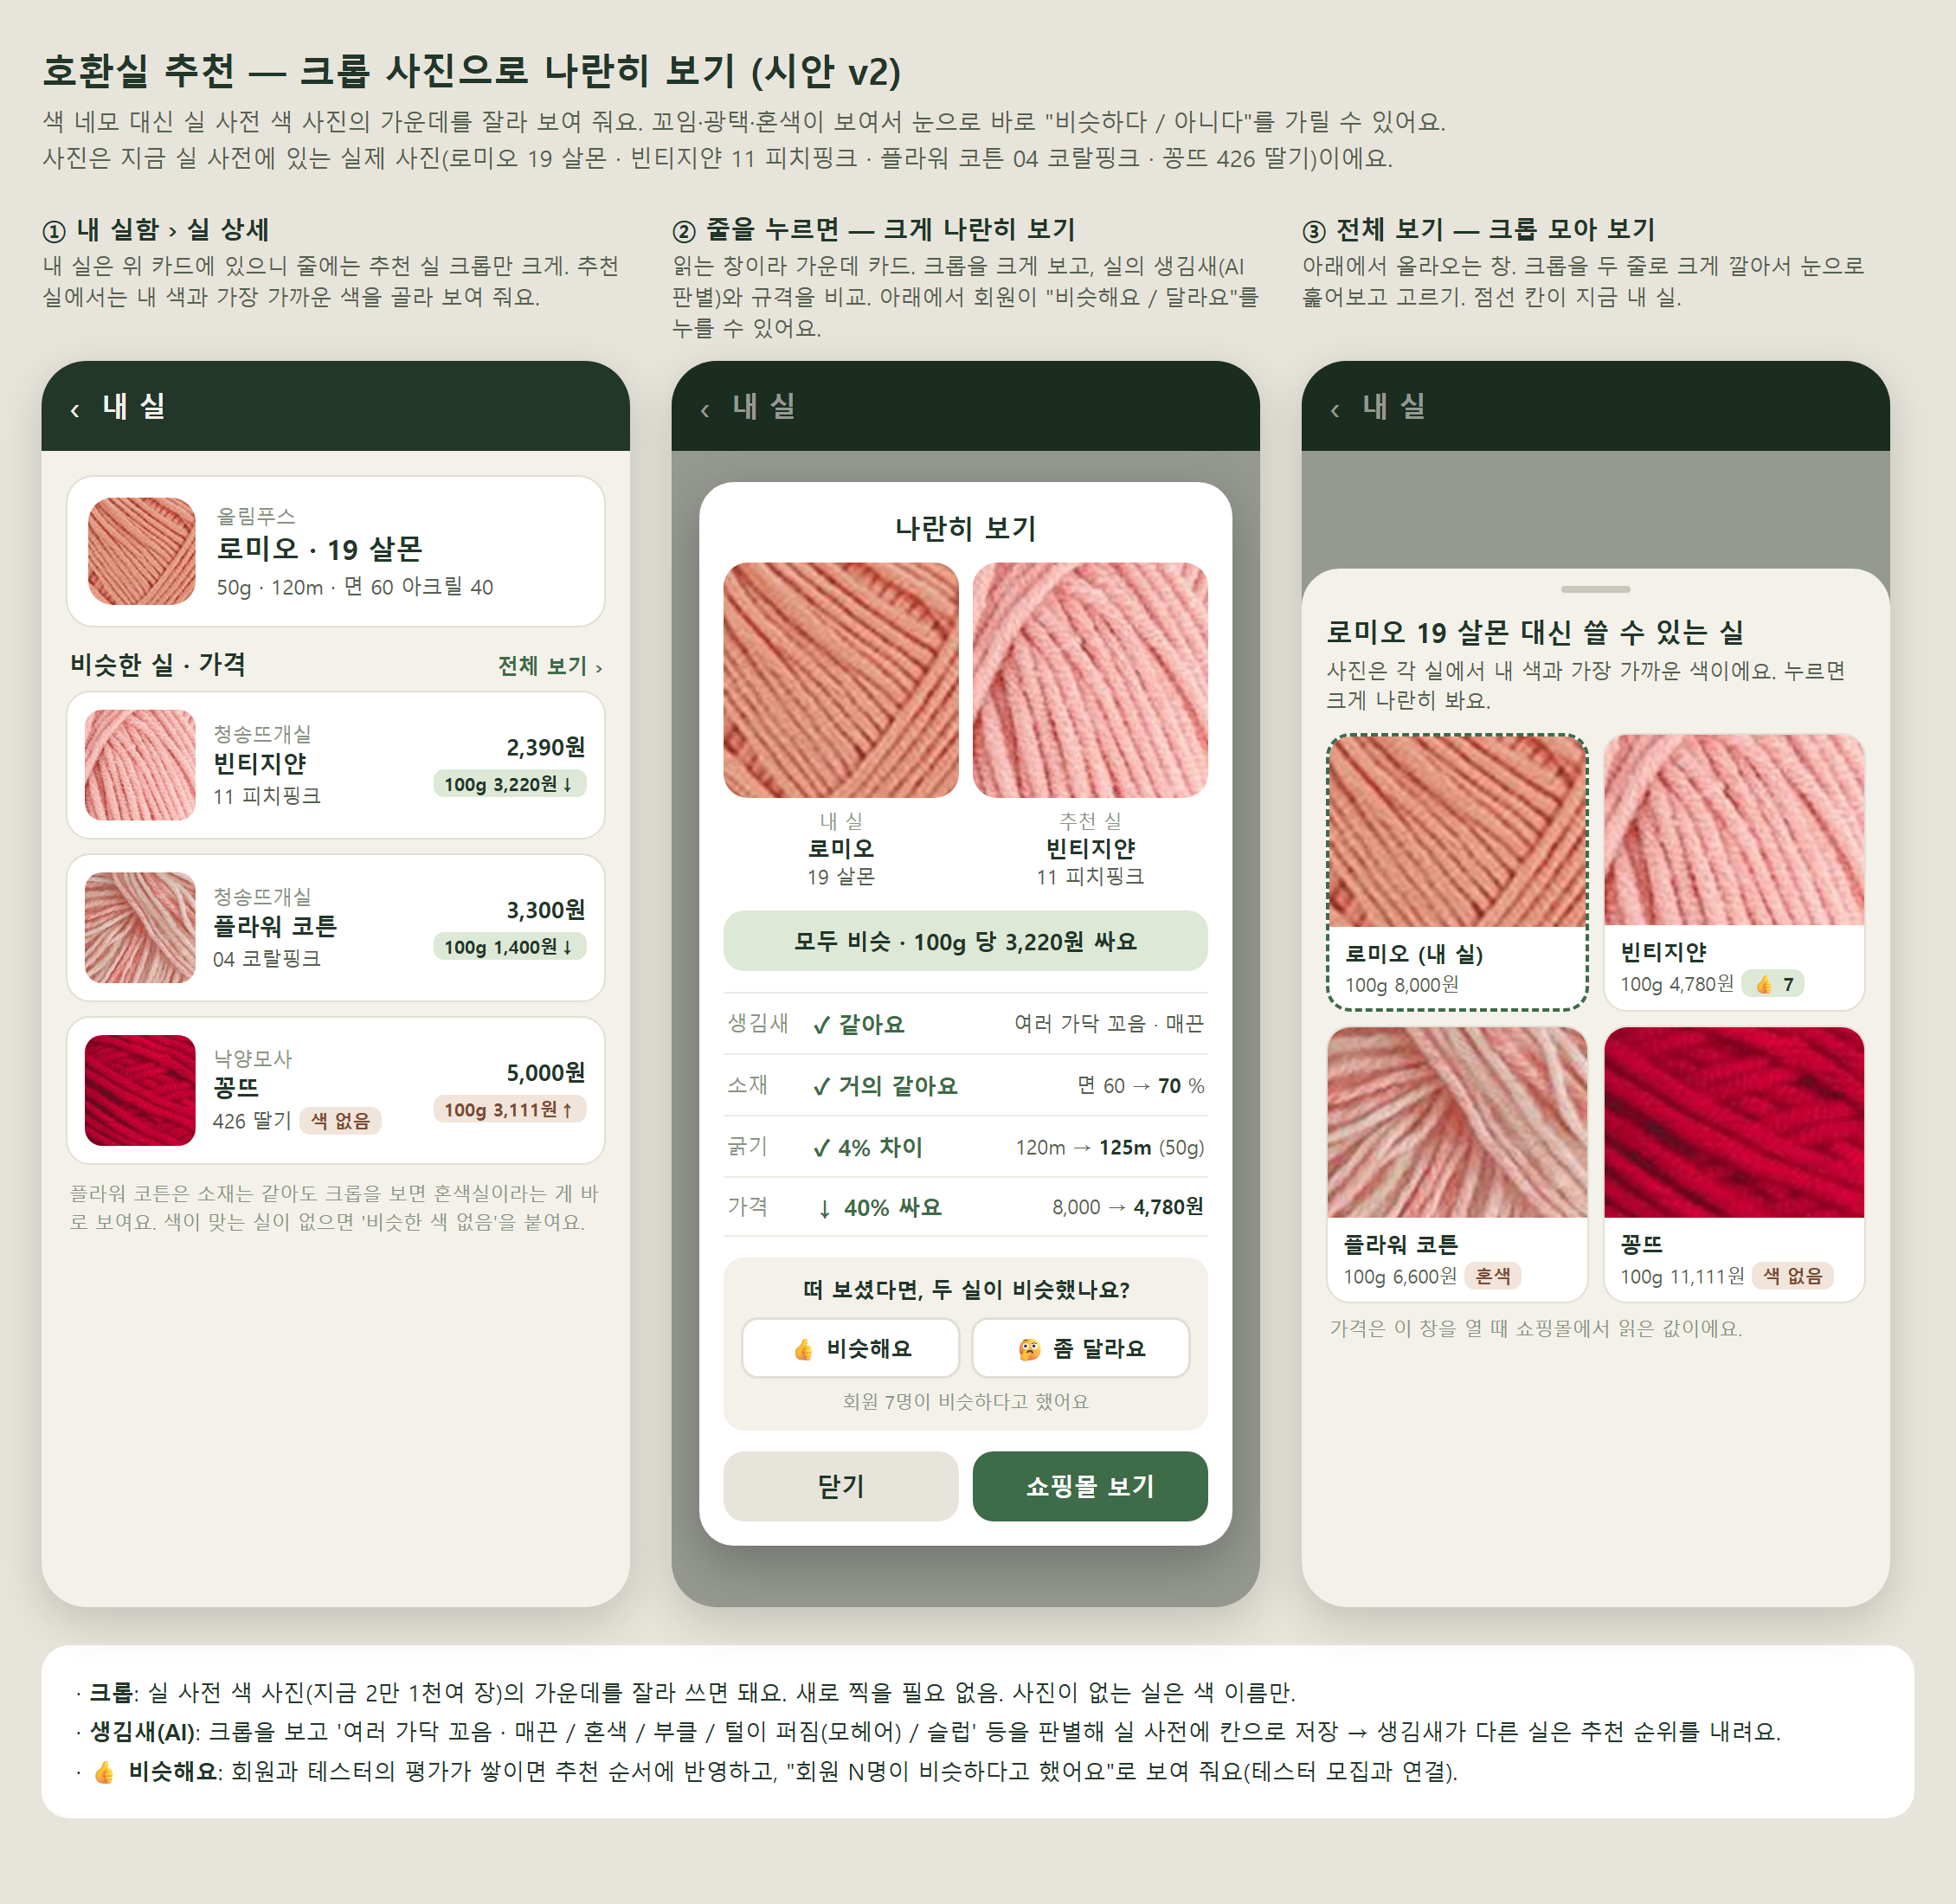 호환실 추천 — 크롭 사진으로 나란히 보기 (시안 v2)
색 네모 대신 실 사전 색 사진의 가운데를 잘라 보여 줘요. 꼬임·광택·혼색이 보여서 눈으로 바로 "비슷하다 / 아니다"를 가릴 수 있어요.
사진은 지금 실 사전에 있는 실제 사진(로미오 19 살몬 · 빈티지얀 11 피치핑크 · 플라워 코튼 04 코랄핑크 · 꽁뜨 426 딸기)이에요.
① 내 실함 › 실 상세
내 실은 위 카드에 있으니 줄에는 추천 실 크롭만 크게. 추천
실에서는 내 색과 가장 가까운 색을 골라 보여 줘요.
‹ 내 실
올림푸스
로미오 · 19 살몬
50g · 120m · 면 60 아크릴 40
비슷한 실 · 가격
전체 보기 ›
청송뜨개실
빈티지얀
11 피치핑크
2,390원
100g 3,220원 ↓
청송뜨개실
플라워 코튼
04 코랄핑크
3,300원
100g 1,400원 ↓
낙양모사
꽁뜨
426 딸기 색 없음
5,000원
100g 3,111원 ↑
플라워 코튼은 소재는 같아도 크롭을 보면 혼색실이라는 게 바
로 보여요. 색이 맞는 실이 없으면 '비슷한 색 없음'을 붙여요.
② 줄을 누르면 — 크게 나란히 보기
읽는 창이라 가운데 카드. 크롭을 크게 보고, 실의 생김새(AI
판별)와 규격을 비교. 아래에서 회원이 "비슷해요 / 달라요"를
누를 수 있어요.
‹ 내 실
나란히 보기
내 실
로미오
19 살몬
추천 실
빈티지얀
11 피치핑크
모두 비슷 · 100g 당 3,220원 싸요
생김새 ✓ 같아요 여러 가닥 꼬음 · 매끈
소재 ✓ 거의 같아요 면 60 → 70 %
굵기 ✓ 4% 차이 120m → 125m (50g)
가격 ↓ 40% 싸요 8,000 → 4,780원
떠 보셨다면, 두 실이 비슷했나요?
👍 비슷해요
🤔 좀 달라요
회원 7명이 비슷하다고 했어요
닫기
쇼핑몰 보기
③ 전체 보기 — 크롭 모아 보기
아래에서 올라오는 창. 크롭을 두 줄로 크게 깔아서 눈으로
훑어보고 고르기. 점선 칸이 지금 내 실.
‹ 내 실
로미오 19 살몬 대신 쓸 수 있는 실
사진은 각 실에서 내 색과 가장 가까운 색이에요. 누르면
크게 나란히 봐요.
로미오 (내 실)
100g 8,000원
빈티지얀
100g 4,780원 👍 7
플라워 코튼
100g 6,600원 혼색
꽁뜨
100g 11,111원 색 없음
가격은 이 창을 열 때 쇼핑몰에서 읽은 값이에요.
· 크롭: 실 사전 색 사진(지금 2만 1천여 장)의 가운데를 잘라 쓰면 돼요. 새로 찍을 필요 없음. 사진이 없는 실은 색 이름만.
· 생김새(AI): 크롭을 보고 '여러 가닥 꼬음 · 매끈 / 혼색 / 부클 / 털이 퍼짐(모헤어) / 슬럽' 등을 판별해 실 사전에 칸으로 저장 → 생김새가 다른 실은 추천 순위를 내려요.
· 👍 비슷해요: 회원과 테스터의 평가가 쌓이면 추천 순서에 반영하고, "회원 N명이 비슷하다고 했어요"로 보여 줘요(테스터 모집과 연결).